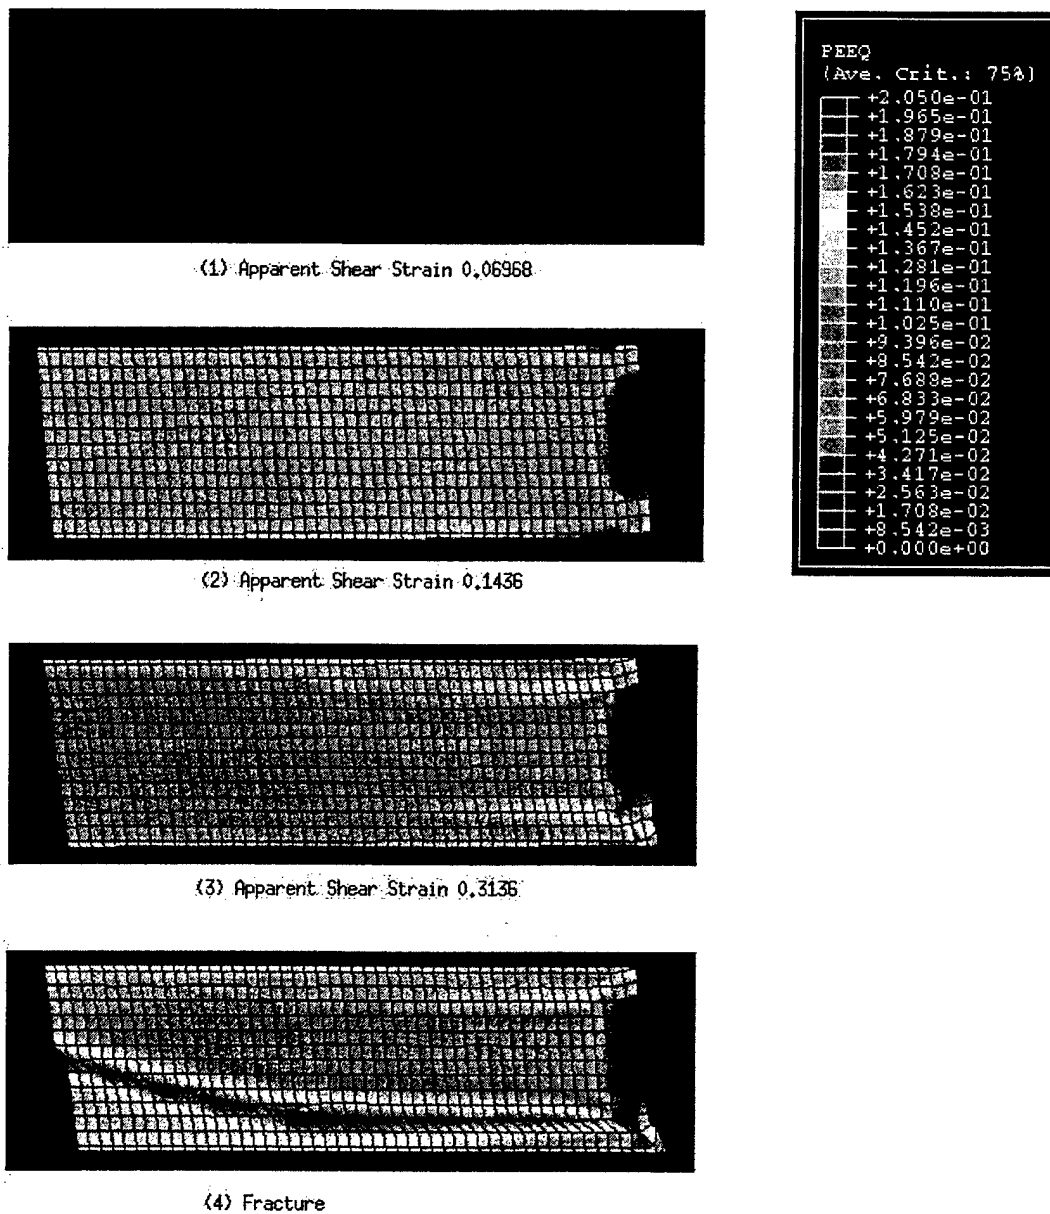 (1) Apparent Shear Strain 0.06968
(2) Apparent Shear Strain 0.1436
(3) Apparent Shear Strain 0.3136
(4) Fracture
PEEQ
(Ave. Crit.: 75%)
+2.050e-01
+1.965e-01
+1.879e-01
+1.794e-01
+1.708e-01
+1.623e-01
+1.538e-01
+1.452e-01
+1.367e-01
+1.281e-01
+1.196e-01
+1.110e-01
+1.025e-01
+9.396e-02
+8.542e-02
+7.688e-02
+6.833e-02
+5.979e-02
+5.125e-02
+4.271e-02
+3.417e-02
+2.563e-02
+1.708e-02
+8.542e-03
+0.000e+00